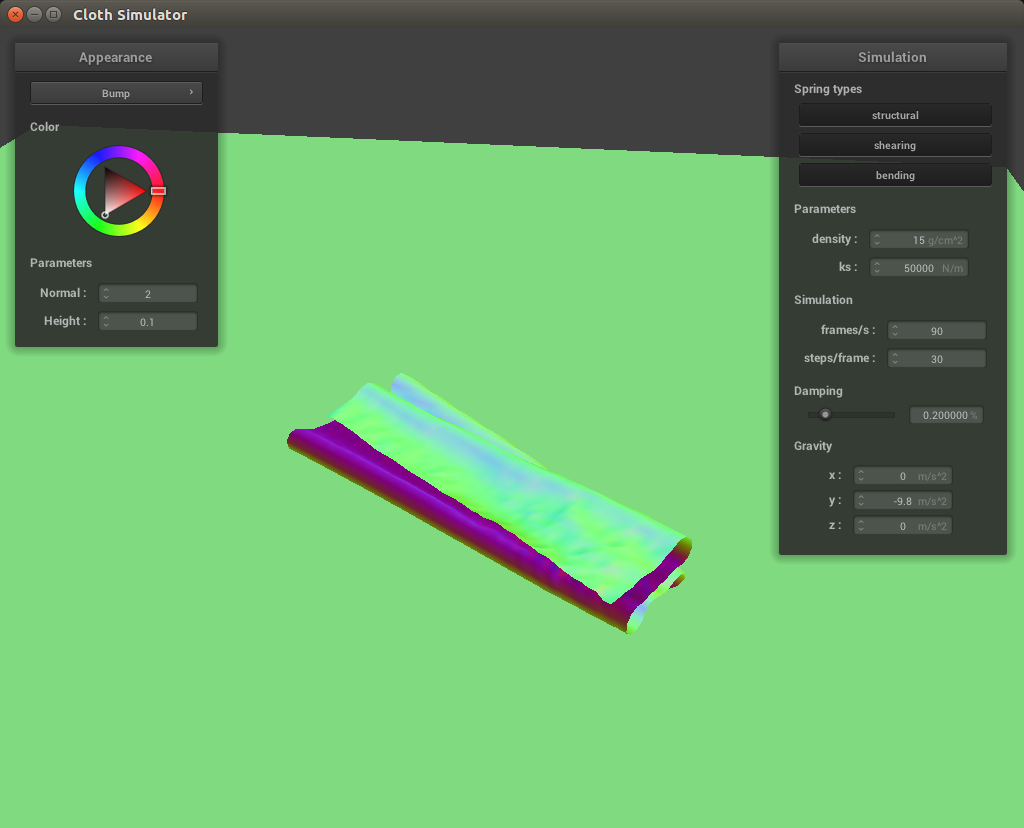 Cloth Simulator
Appearance
Bump
Color
Parameters
Normal : 2
Height : 0.1
Simulation
Spring types
structural
shearing
bending
Parameters
density : 15 g/cm^2
ks : 50000 N/m
Simulation
frames/s : 90
steps/frame : 30
Damping
0.200000 %
Gravity
x : 0 m/s^2
y : -9.8 m/s^2
z : 0 m/s^2